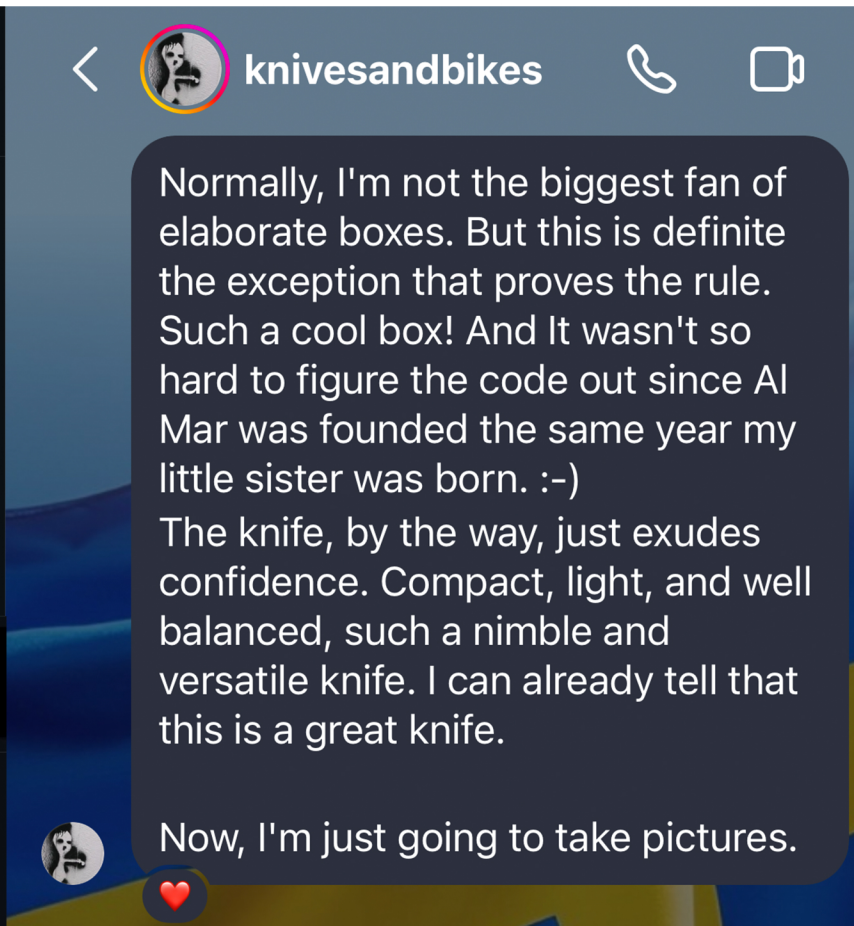 knivesandbikes
Normally, I'm not the biggest fan of
elaborate boxes. But this is definite
the exception that proves the rule.
Such a cool box! And It wasn't so
hard to figure the code out since Al
Mar was founded the same year my
little sister was born. :-)
The knife, by the way, just exudes
confidence. Compact, light, and well
balanced, such a nimble and
versatile knife. I can already tell that
this is a great knife.
Now, I'm just going to take pictures.